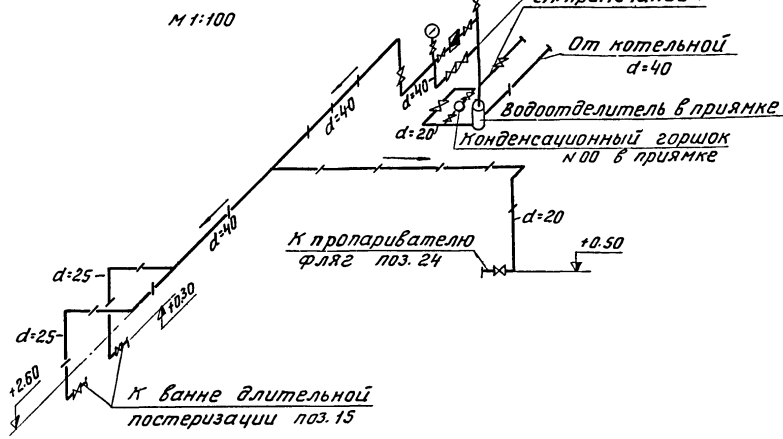 М 1:100
От котельной
d=40
d=40
d=40
Водоотделитель в приямке
d=20
Конденсационный горшок
N00 в приямке
d=20
d=40
К пропаривателю
фляг поз. 24
+0.50
d=25
+0.30
d=25
+2.60
К ванне длительной
постеризации поз. 15